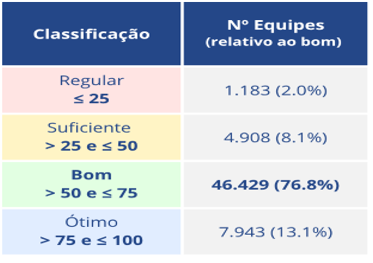 Classificação
Nº Equipes
(relativo ao bom)
Regular
≤ 25
1.183 (2.0%)
Suficiente
> 25 e ≤ 50
4.908 (8.1%)
Bom
> 50 e ≤ 75
46.429 (76.8%)
Ótimo
> 75 e ≤ 100
7.943 (13.1%)